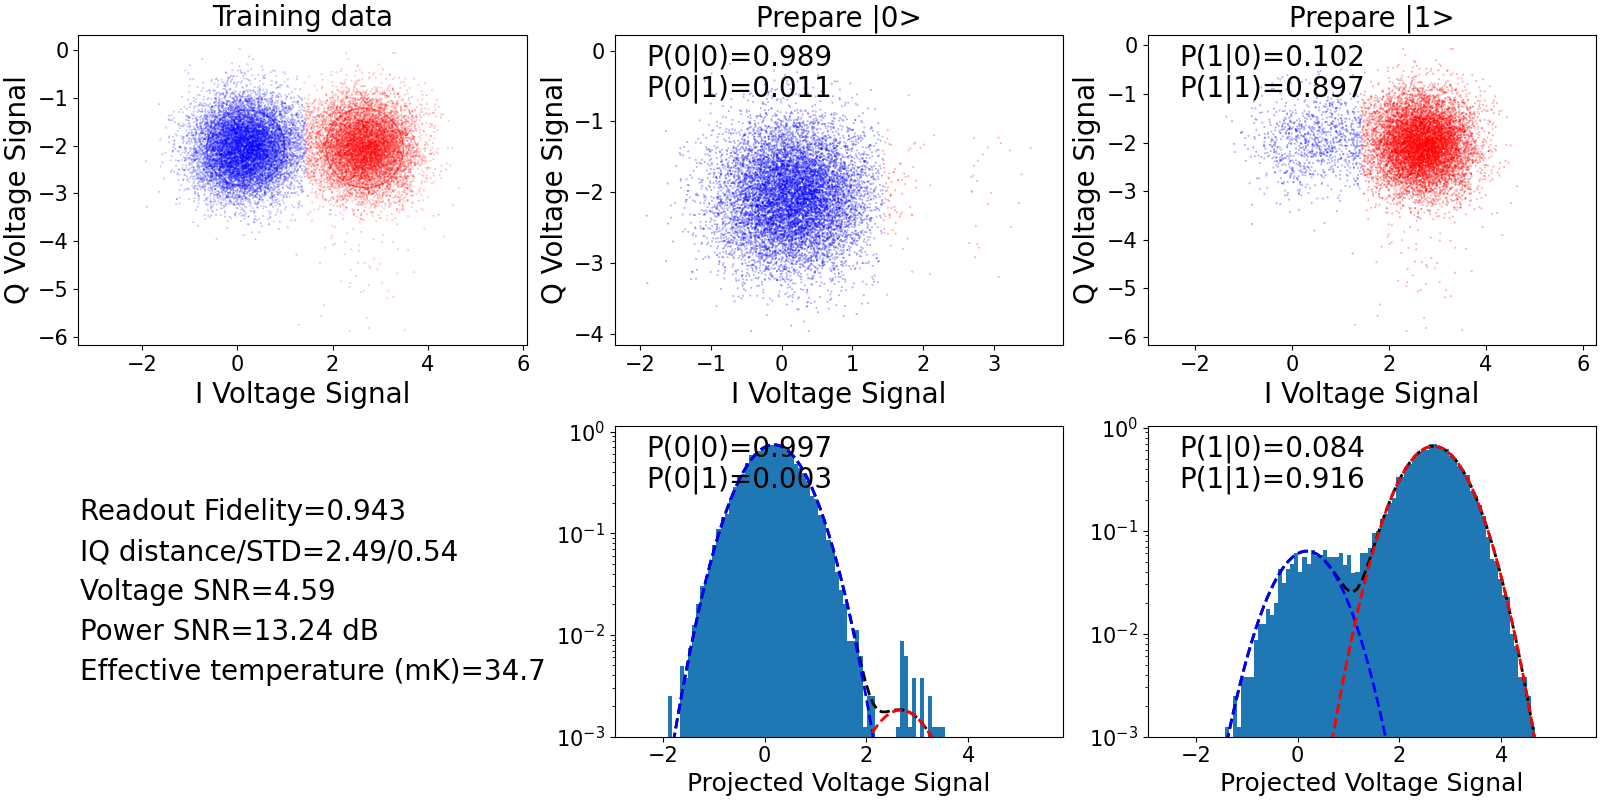 Training data
0
−1
−2
−3
−4
−5
−6
Q Voltage Signal
−2 0 2 4 6
I Voltage Signal
Prepare |0>
P(0|0)=0.989
P(0|1)=0.011
0
−1
−2
−3
−4
Q Voltage Signal
−2 −1 0 1 2 3
I Voltage Signal
Prepare |1>
P(1|0)=0.102
P(1|1)=0.897
0
−1
−2
−3
−4
−5
−6
Q Voltage Signal
−2 0 2 4 6
I Voltage Signal
Readout Fidelity=0.943
IQ distance/STD=2.49/0.54
Voltage SNR=4.59
Power SNR=13.24 dB
Effective temperature (mK)=34.7
P(0|0)=0.997
P(0|1)=0.003
10⁰
10⁻¹
10⁻²
10⁻³
−2 0 2 4
Projected Voltage Signal
P(1|0)=0.084
P(1|1)=0.916
10⁰
10⁻¹
10⁻²
10⁻³
−2 0 2 4
Projected Voltage Signal